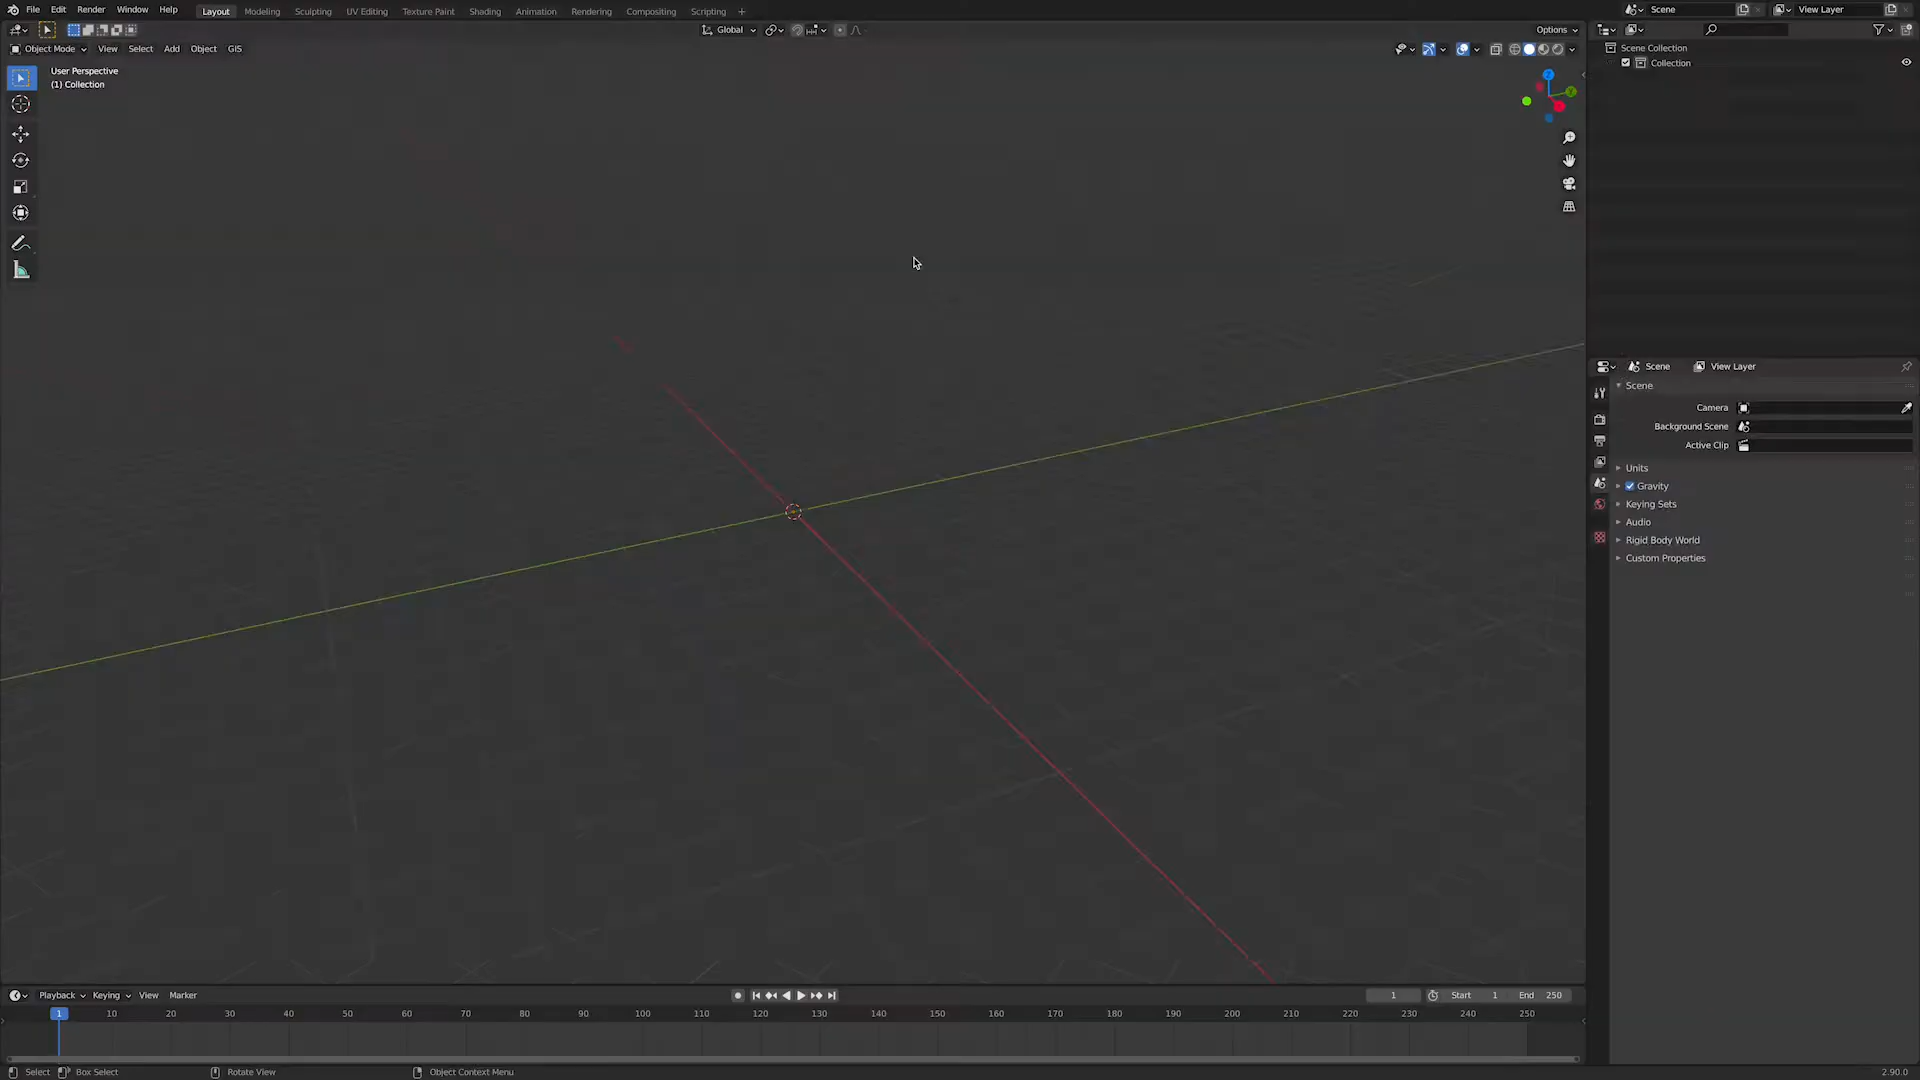 File Edit Render Window Help Layout Modeling Sculpting UV Editing Texture Paint Shading Animation Rendering Compositing Scripting + Scene View Layer
Global Options
Object Mode View Select Add Object GIS
User Perspective
(1) Collection
Z
Y
Scene Collection
Collection
Scene View Layer
Scene
Camera
Background Scene
Active Clip
Units
Gravity
Keying Sets
Audio
Rigid Body World
Custom Properties
Playback Keying View Marker 1 Start 1 End 250
1 10 20 30 40 50 60 70 80 90 100 110 120 130 140 150 160 170 180 190 200 210 220 230 240 250
Select Box Select Rotate View Object Context Menu 2.90.0